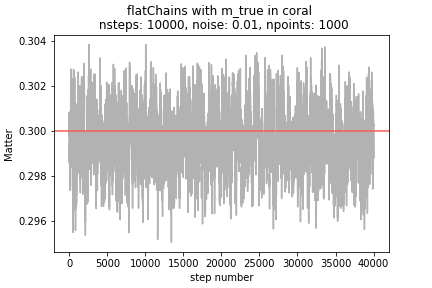 flatChains with m_true in coral
nsteps: 10000, noise: 0.01, npoints: 1000
0.304
0.302
0.300
0.298
0.296
Matter
0 5000 10000 15000 20000 25000 30000 35000 40000
step number